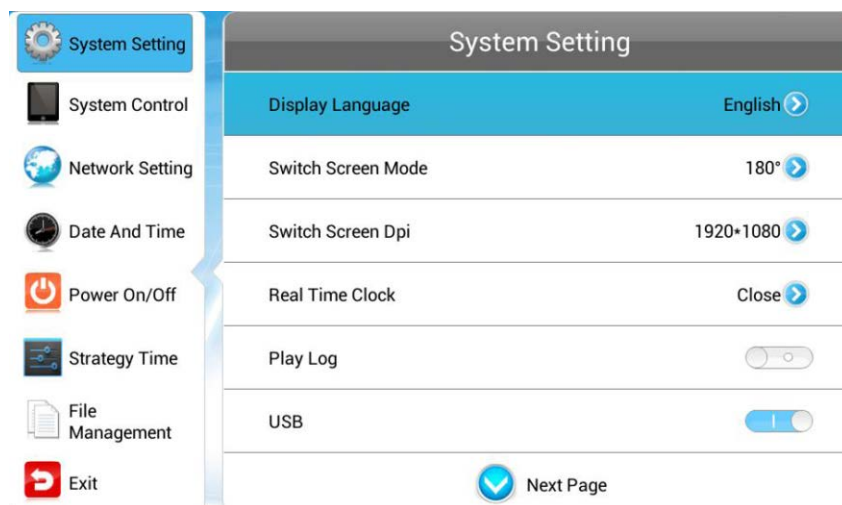 System Setting
System Control
Network Setting
Date And Time
Power On/Off
Strategy Time
File
Management
Exit
System Setting
Display Language English
Switch Screen Mode 180°
Switch Screen Dpi 1920*1080
Real Time Clock Close
Play Log
USB
Next Page